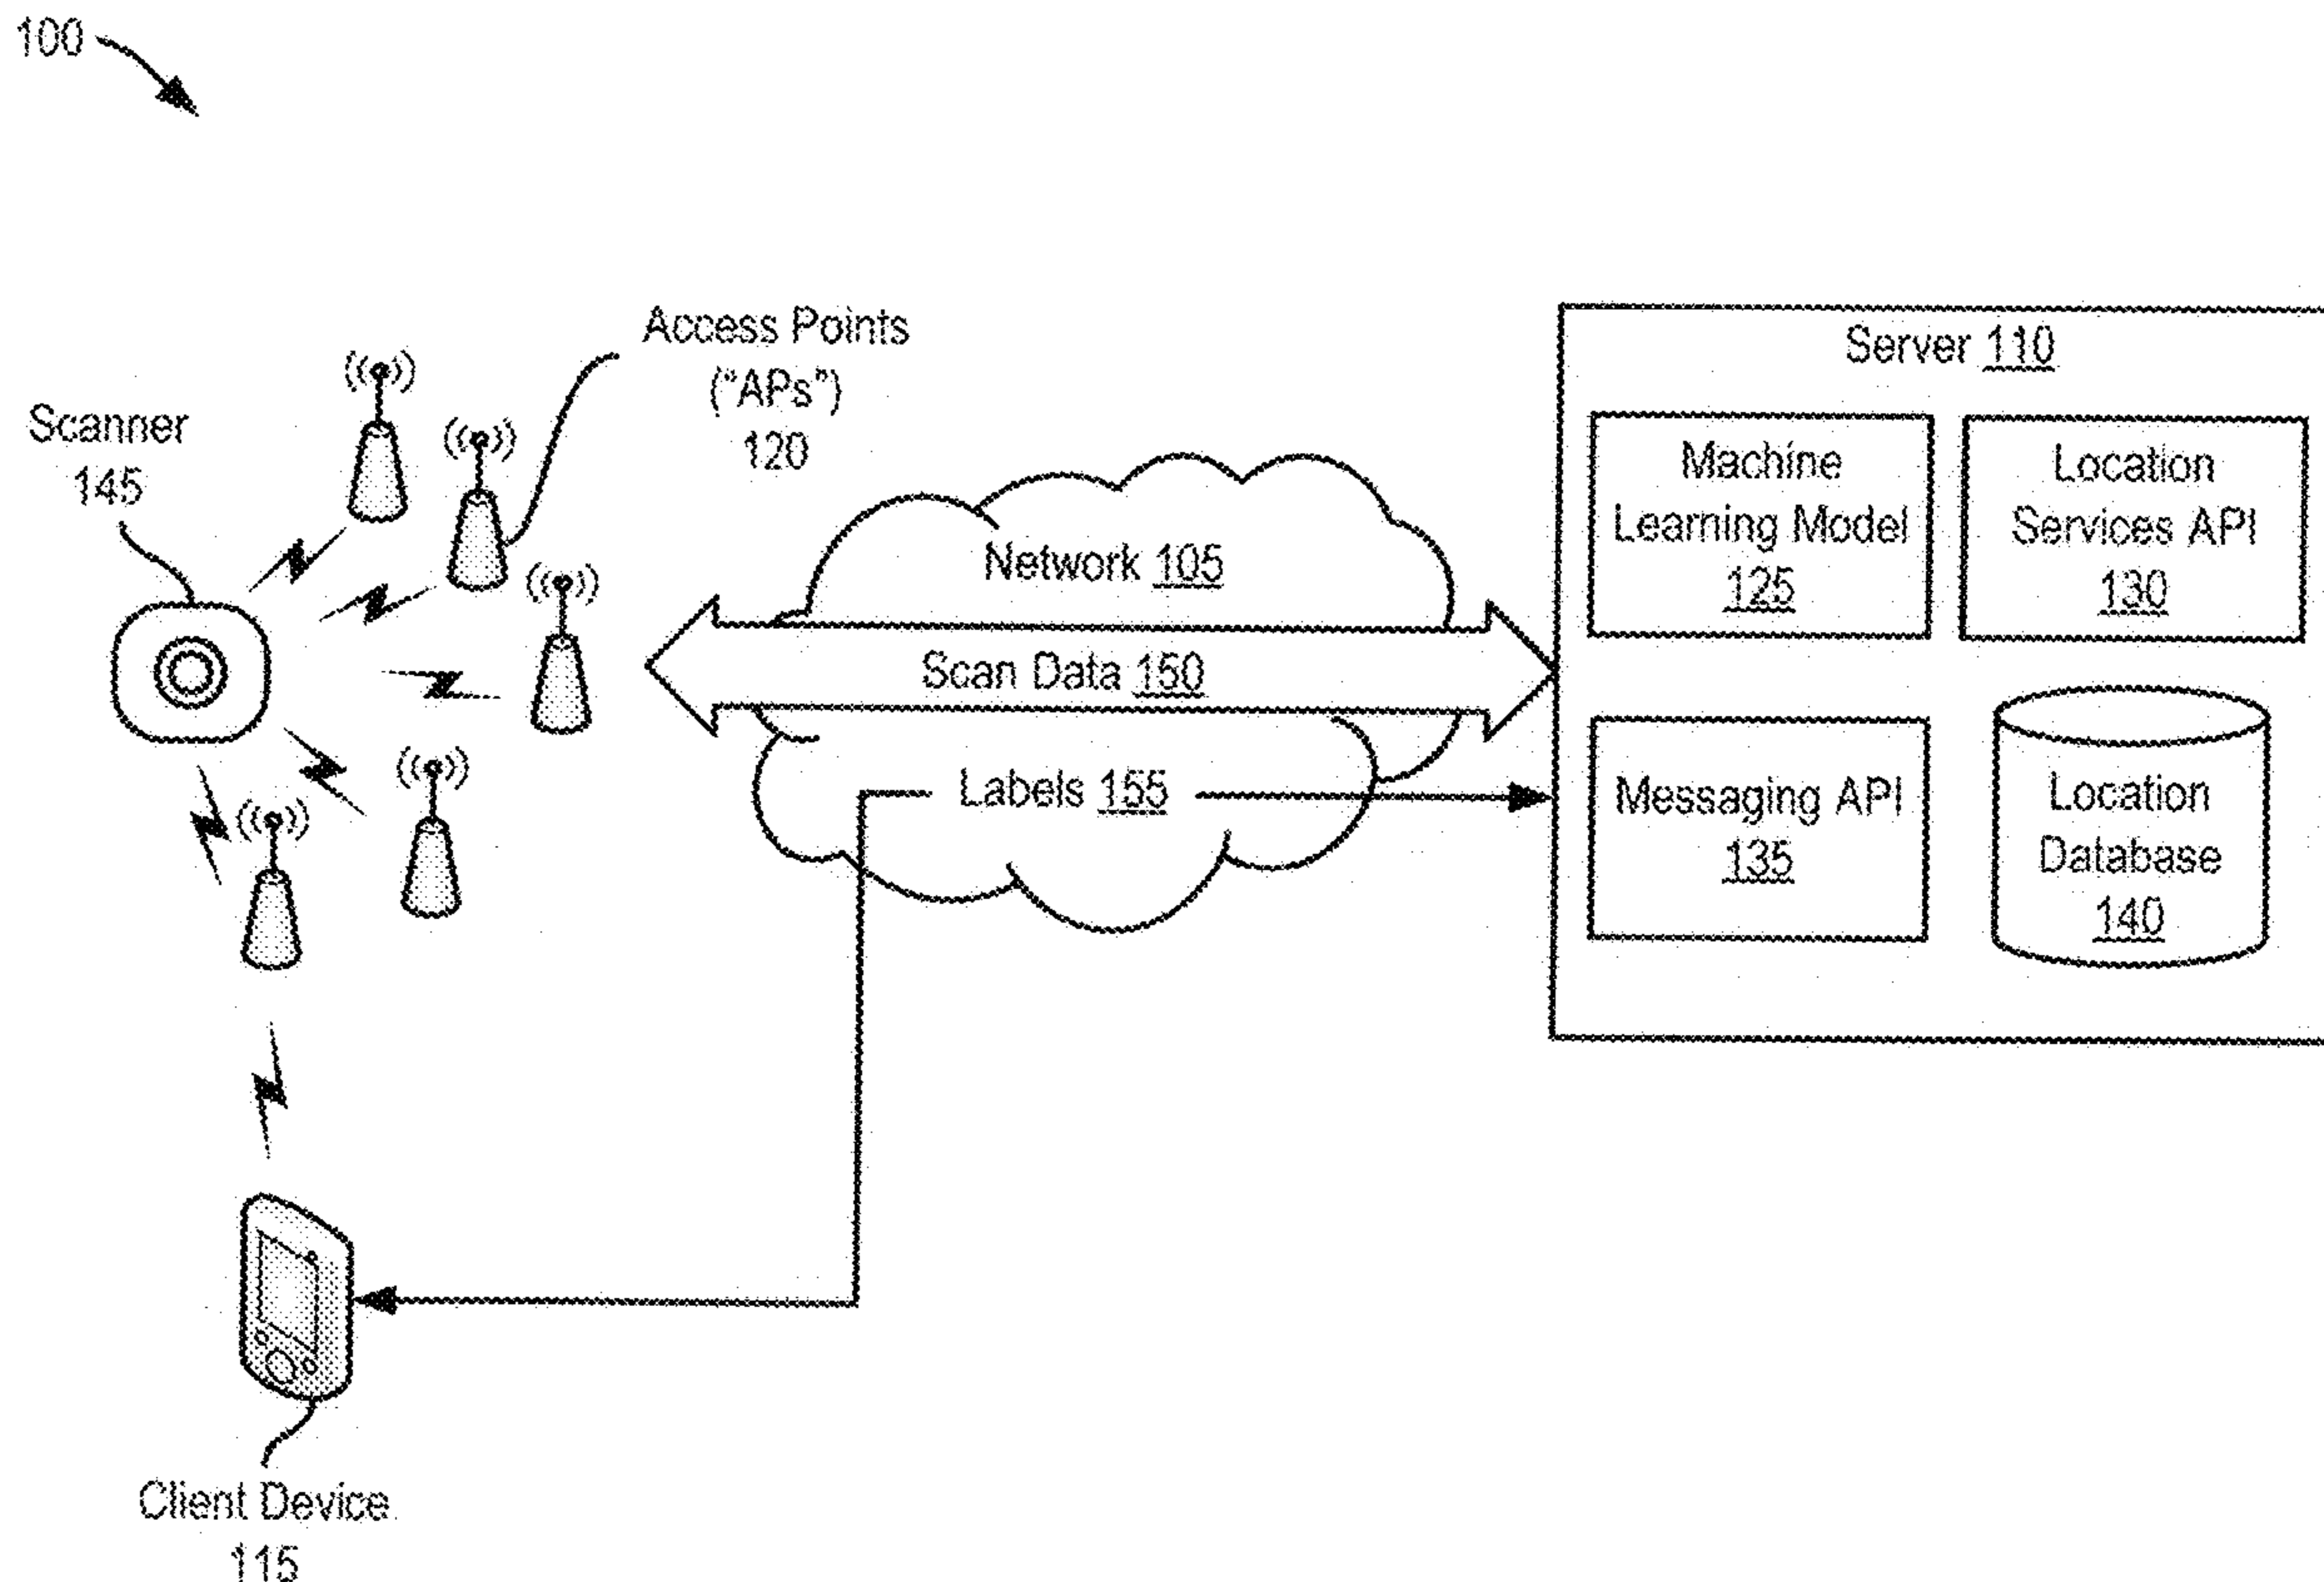 100
Access Points
("APs")
120
Scanner
145
Network 105
Scan Data 150
Labels 155
Server 110
Machine
Learning Model
125
Location
Services API
130
Messaging API
135
Location
Database
140
Client Device
115